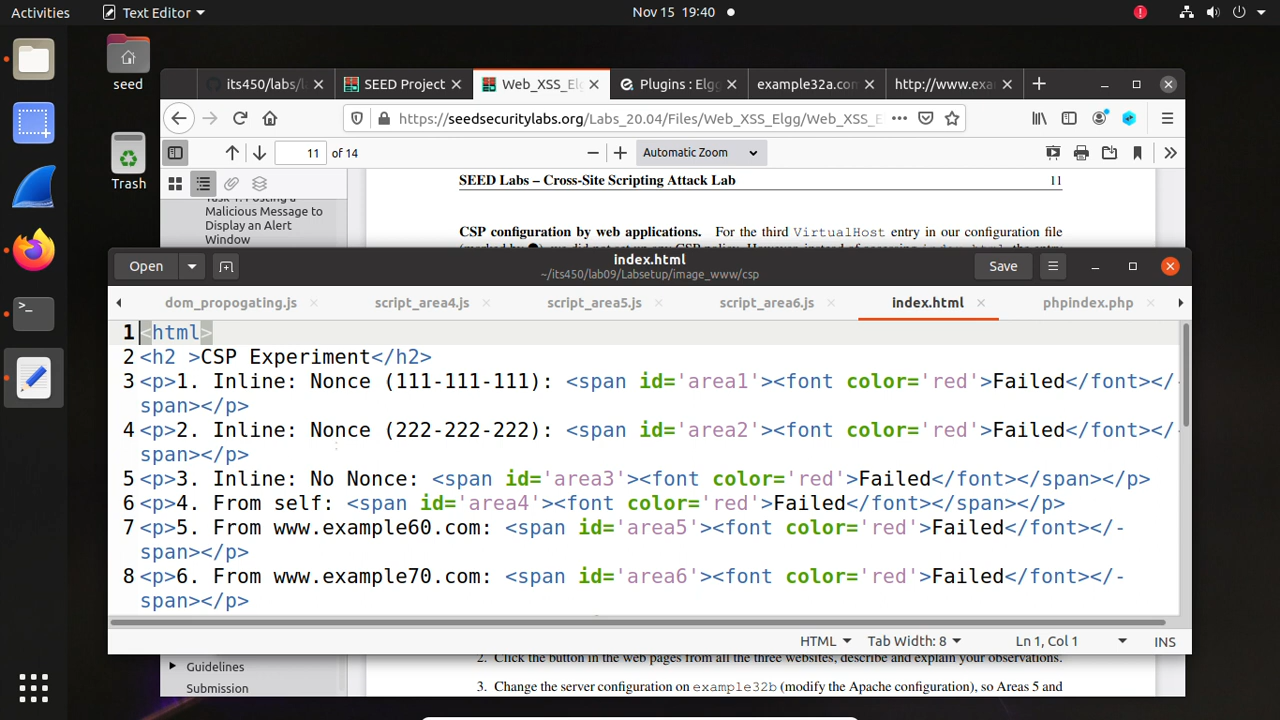 Activities
Text Editor
Nov 15 19:40
seed
Trash
its450/labs/
SEED Project
Web_XSS_El
Plugins : Elgg
example32a.co
http://www.exa
https://seedsecuritylabs.org/Labs_20.04/Files/Web_XSS_Elgg/Web_XSS_E
11 of 14
Automatic Zoom
Malicious Message to
Display an Alert
Window
SEED Labs – Cross-Site Scripting Attack Lab
11
CSP configuration by web applications. For the third VirtualHost entry in our configuration file
Open
index.html
~/its450/lab09/Labsetup/image_www/csp
Save
dom_propogating.js
script_area4.js
script_area5.js
script_area6.js
index.html
phpindex.php
1 <html>
2 <h2 >CSP Experiment</h2>
3 <p>1. Inline: Nonce (111-111-111): <span id='area1'><font color='red'>Failed</font></-
span></p>
4 <p>2. Inline: Nonce (222-222-222): <span id='area2'><font color='red'>Failed</font></-
span></p>
5 <p>3. Inline: No Nonce: <span id='area3'><font color='red'>Failed</font></span></p>
6 <p>4. From self: <span id='area4'><font color='red'>Failed</font></span></p>
7 <p>5. From www.example60.com: <span id='area5'><font color='red'>Failed</font></-
span></p>
8 <p>6. From www.example70.com: <span id='area6'><font color='red'>Failed</font></-
span></p>
HTML
Tab Width: 8
Ln 1, Col 1
INS
Guidelines
Submission
2. Click the button in the web pages from all the three websites, describe and explain your observations.
3. Change the server configuration on example32b (modify the Apache configuration), so Areas 5 and